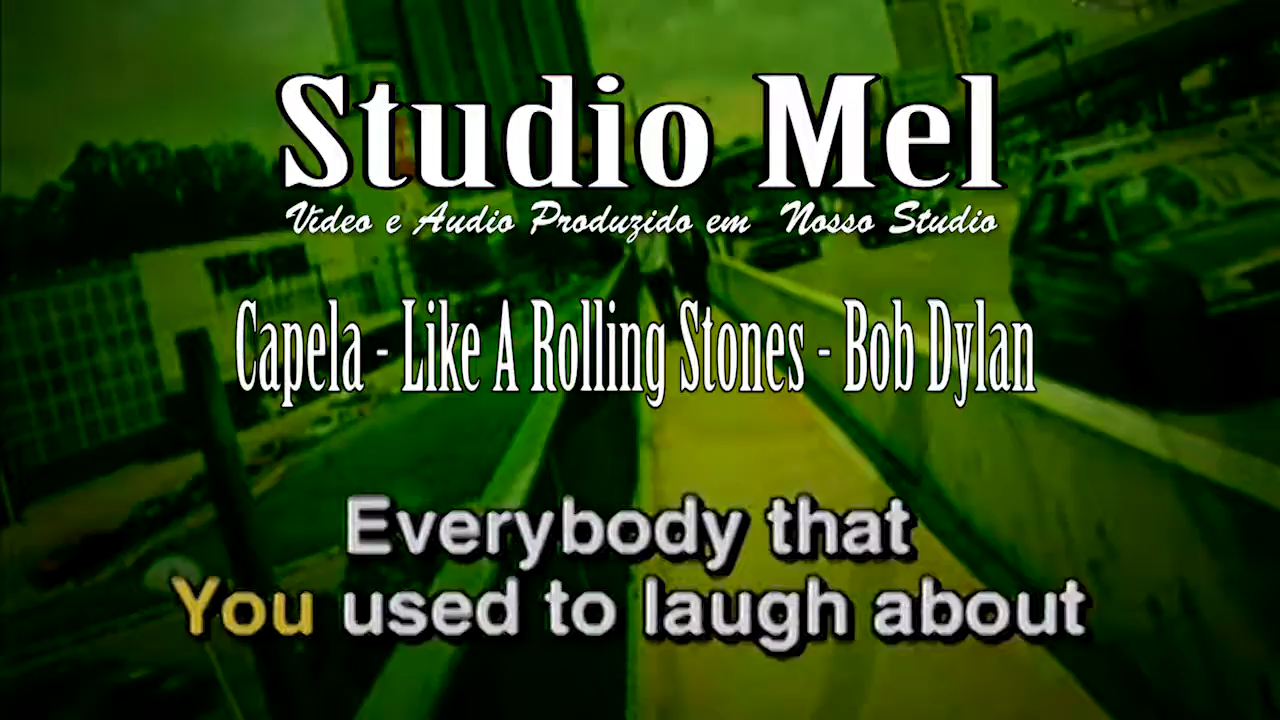 Studio Mel
Video e Audio Produzido em Nosso Studio
Capela - Like A Rolling Stones - Bob Dylan
Everybody that
You used to laugh about